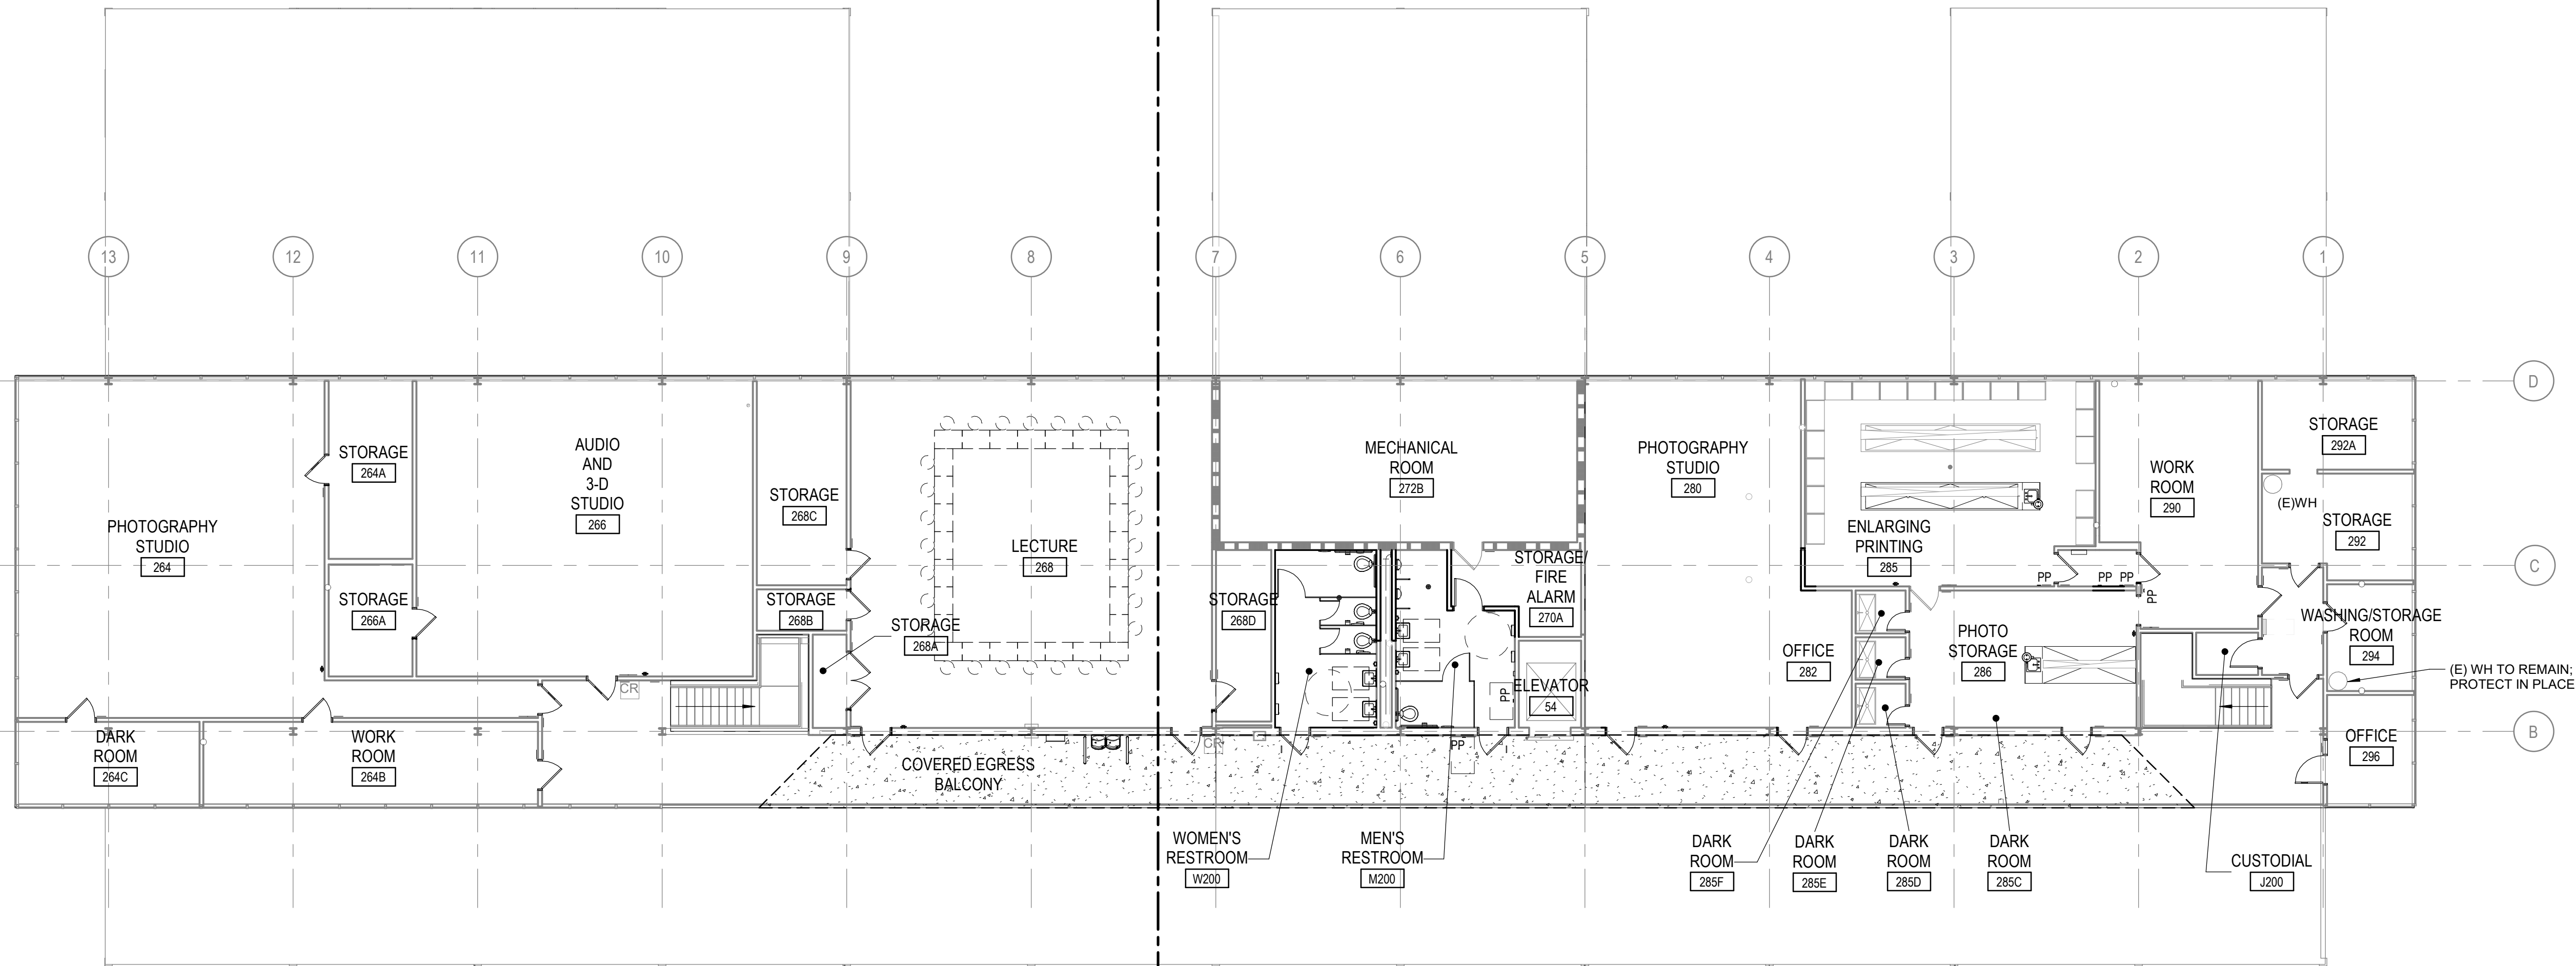 13
12
11
10
9
8
7
6
5
4
3
2
1
D
C
B
PHOTOGRAPHY
STUDIO
264
STORAGE
264A
STORAGE
266A
AUDIO
AND
3-D
STUDIO
266
STORAGE
268C
STORAGE
268B
STORAGE
268A
LECTURE
268
CR
DARK
ROOM
264C
WORK
ROOM
264B
COVERED EGRESS
BALCONY
MECHANICAL
ROOM
272B
STORAGE
268D
STORAGE/
FIRE
ALARM
270A
ELEVATOR
54
PP
PP
CR
WOMEN'S
RESTROOM
W200
MEN'S
RESTROOM
M200
PHOTOGRAPHY
STUDIO
280
OFFICE
282
ENLARGING
PRINTING
285
PHOTO
STORAGE
286
PP
PP
PP
PP
WORK
ROOM
290
STORAGE
292A
(E)WH
STORAGE
292
WASHING/STORAGE
ROOM
294
(E) WH TO REMAIN;
PROTECT IN PLACE
OFFICE
296
DARK
ROOM
285F
DARK
ROOM
285E
DARK
ROOM
285D
DARK
ROOM
285C
CUSTODIAL
J200